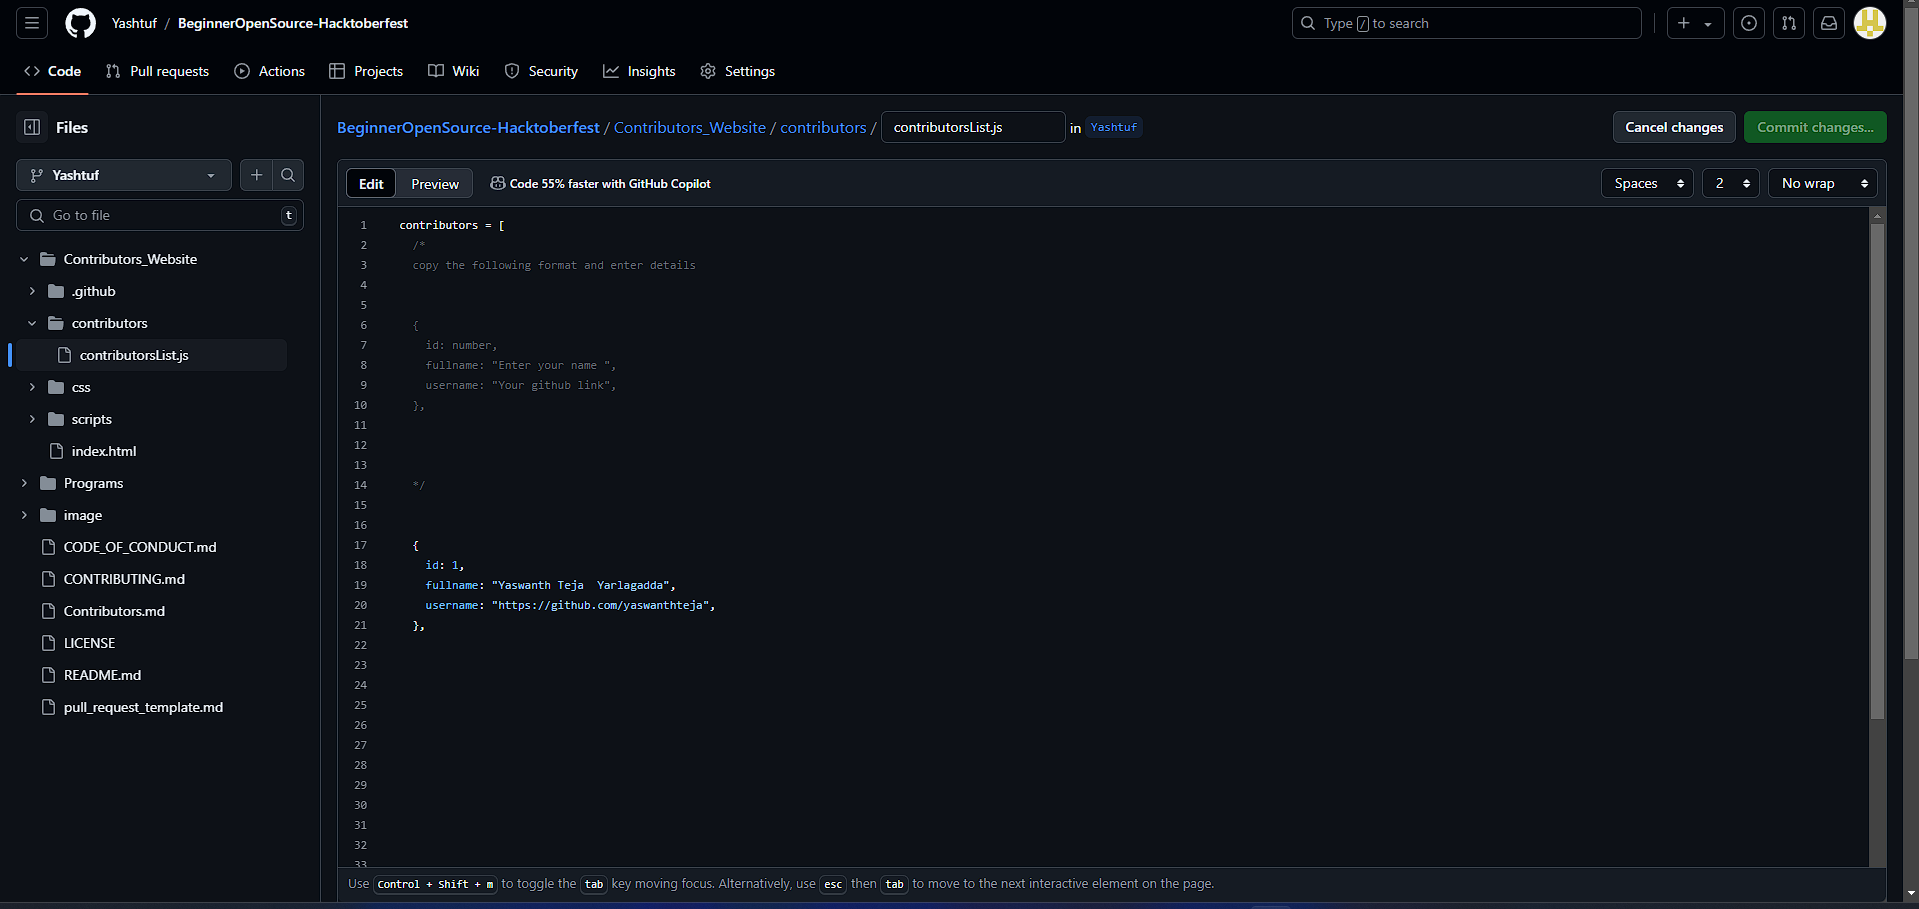 Yashtuf / BeginnerOpenSource-Hacktoberfest
Type / to search
Code Pull requests Actions Projects Wiki Security Insights Settings
Files
Yashtuf
Go to file t
Contributors_Website
.github
contributors
contributorsList.js
css
scripts
index.html
Programs
image
CODE_OF_CONDUCT.md
CONTRIBUTING.md
Contributors.md
LICENSE
README.md
pull_request_template.md
BeginnerOpenSource-Hacktoberfest / Contributors_Website / contributors / contributorsList.js in Yashtuf
Cancel changes Commit changes...
Edit Preview Code 55% faster with GitHub Copilot Spaces 2 No wrap
1 contributors = [
2 /*
3 copy the following format and enter details
4
5
6 {
7 id: number,
8 fullname: "Enter your name ",
9 username: "Your github link",
10 },
11
12
13
14 */
15
16
17 {
18 id: 1,
19 fullname: "Yaswanth Teja  Yarlagadda",
20 username: "https://github.com/yaswanthteja",
21 },
22
23
24
25
26
27
28
29
30
31
32
33
Use Control + Shift + m to toggle the tab key moving focus. Alternatively, use esc then tab to move to the next interactive element on the page.